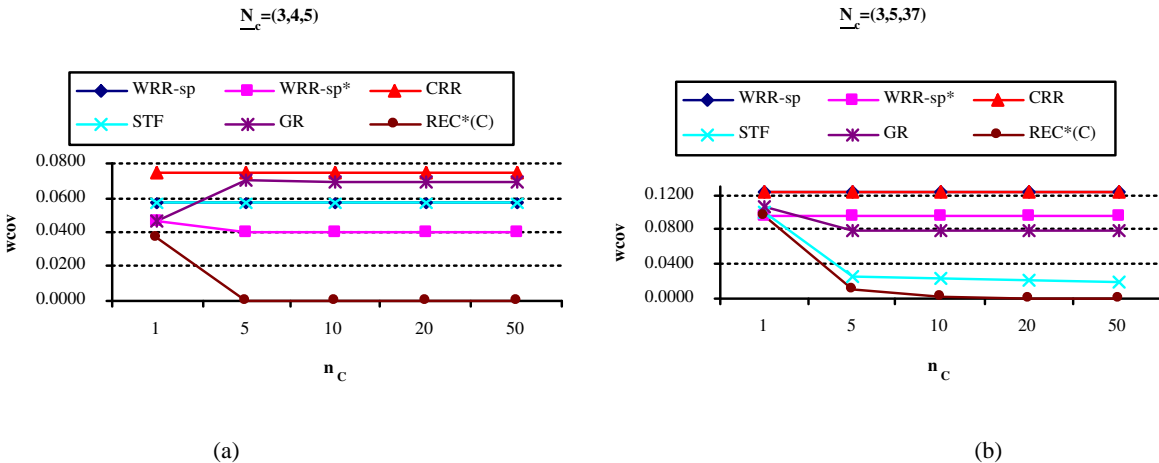 N_c=(3,4,5)
WRR-sp WRR-sp* CRR
STF GR REC*(C)
0.0800
0.0600
0.0400
0.0200
0.0000
wcov
1 5 10 20 50
n_C
(a)
N_c=(3,5,37)
WRR-sp WRR-sp* CRR
STF GR REC*(C)
0.1200
0.0800
0.0400
0.0000
wcov
1 5 10 20 50
n_C
(b)